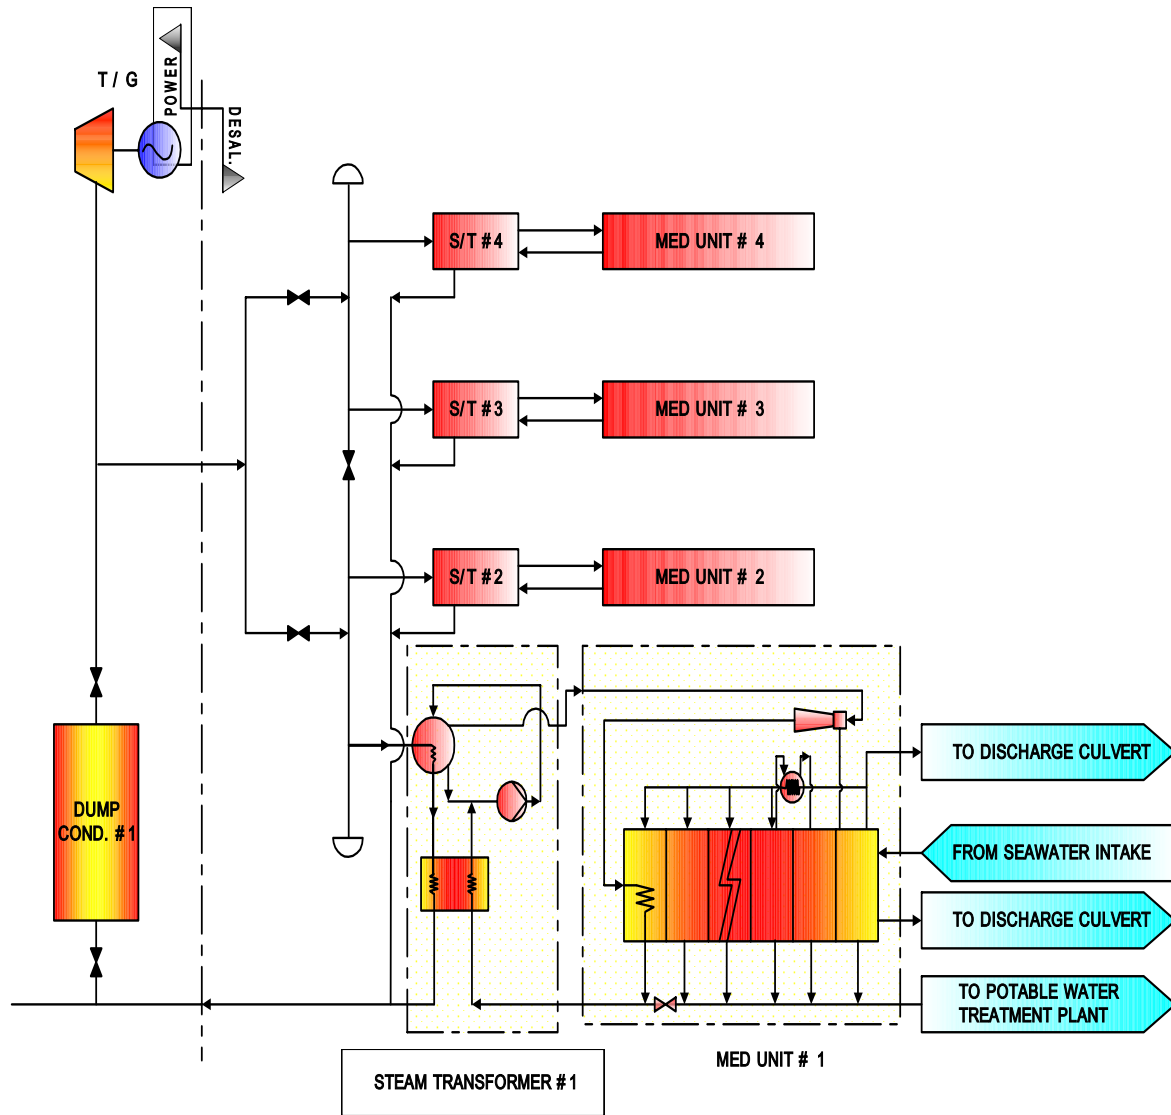 T / G
POWER
DESAL.
S/T #4
MED UNIT # 4
S/T #3
MED UNIT # 3
S/T #2
MED UNIT # 2
DUMP
COND. #1
TO DISCHARGE CULVERT
FROM SEAWATER INTAKE
TO DISCHARGE CULVERT
TO POTABLE WATER
TREATMENT PLANT
MED UNIT # 1
STEAM TRANSFORMER #1